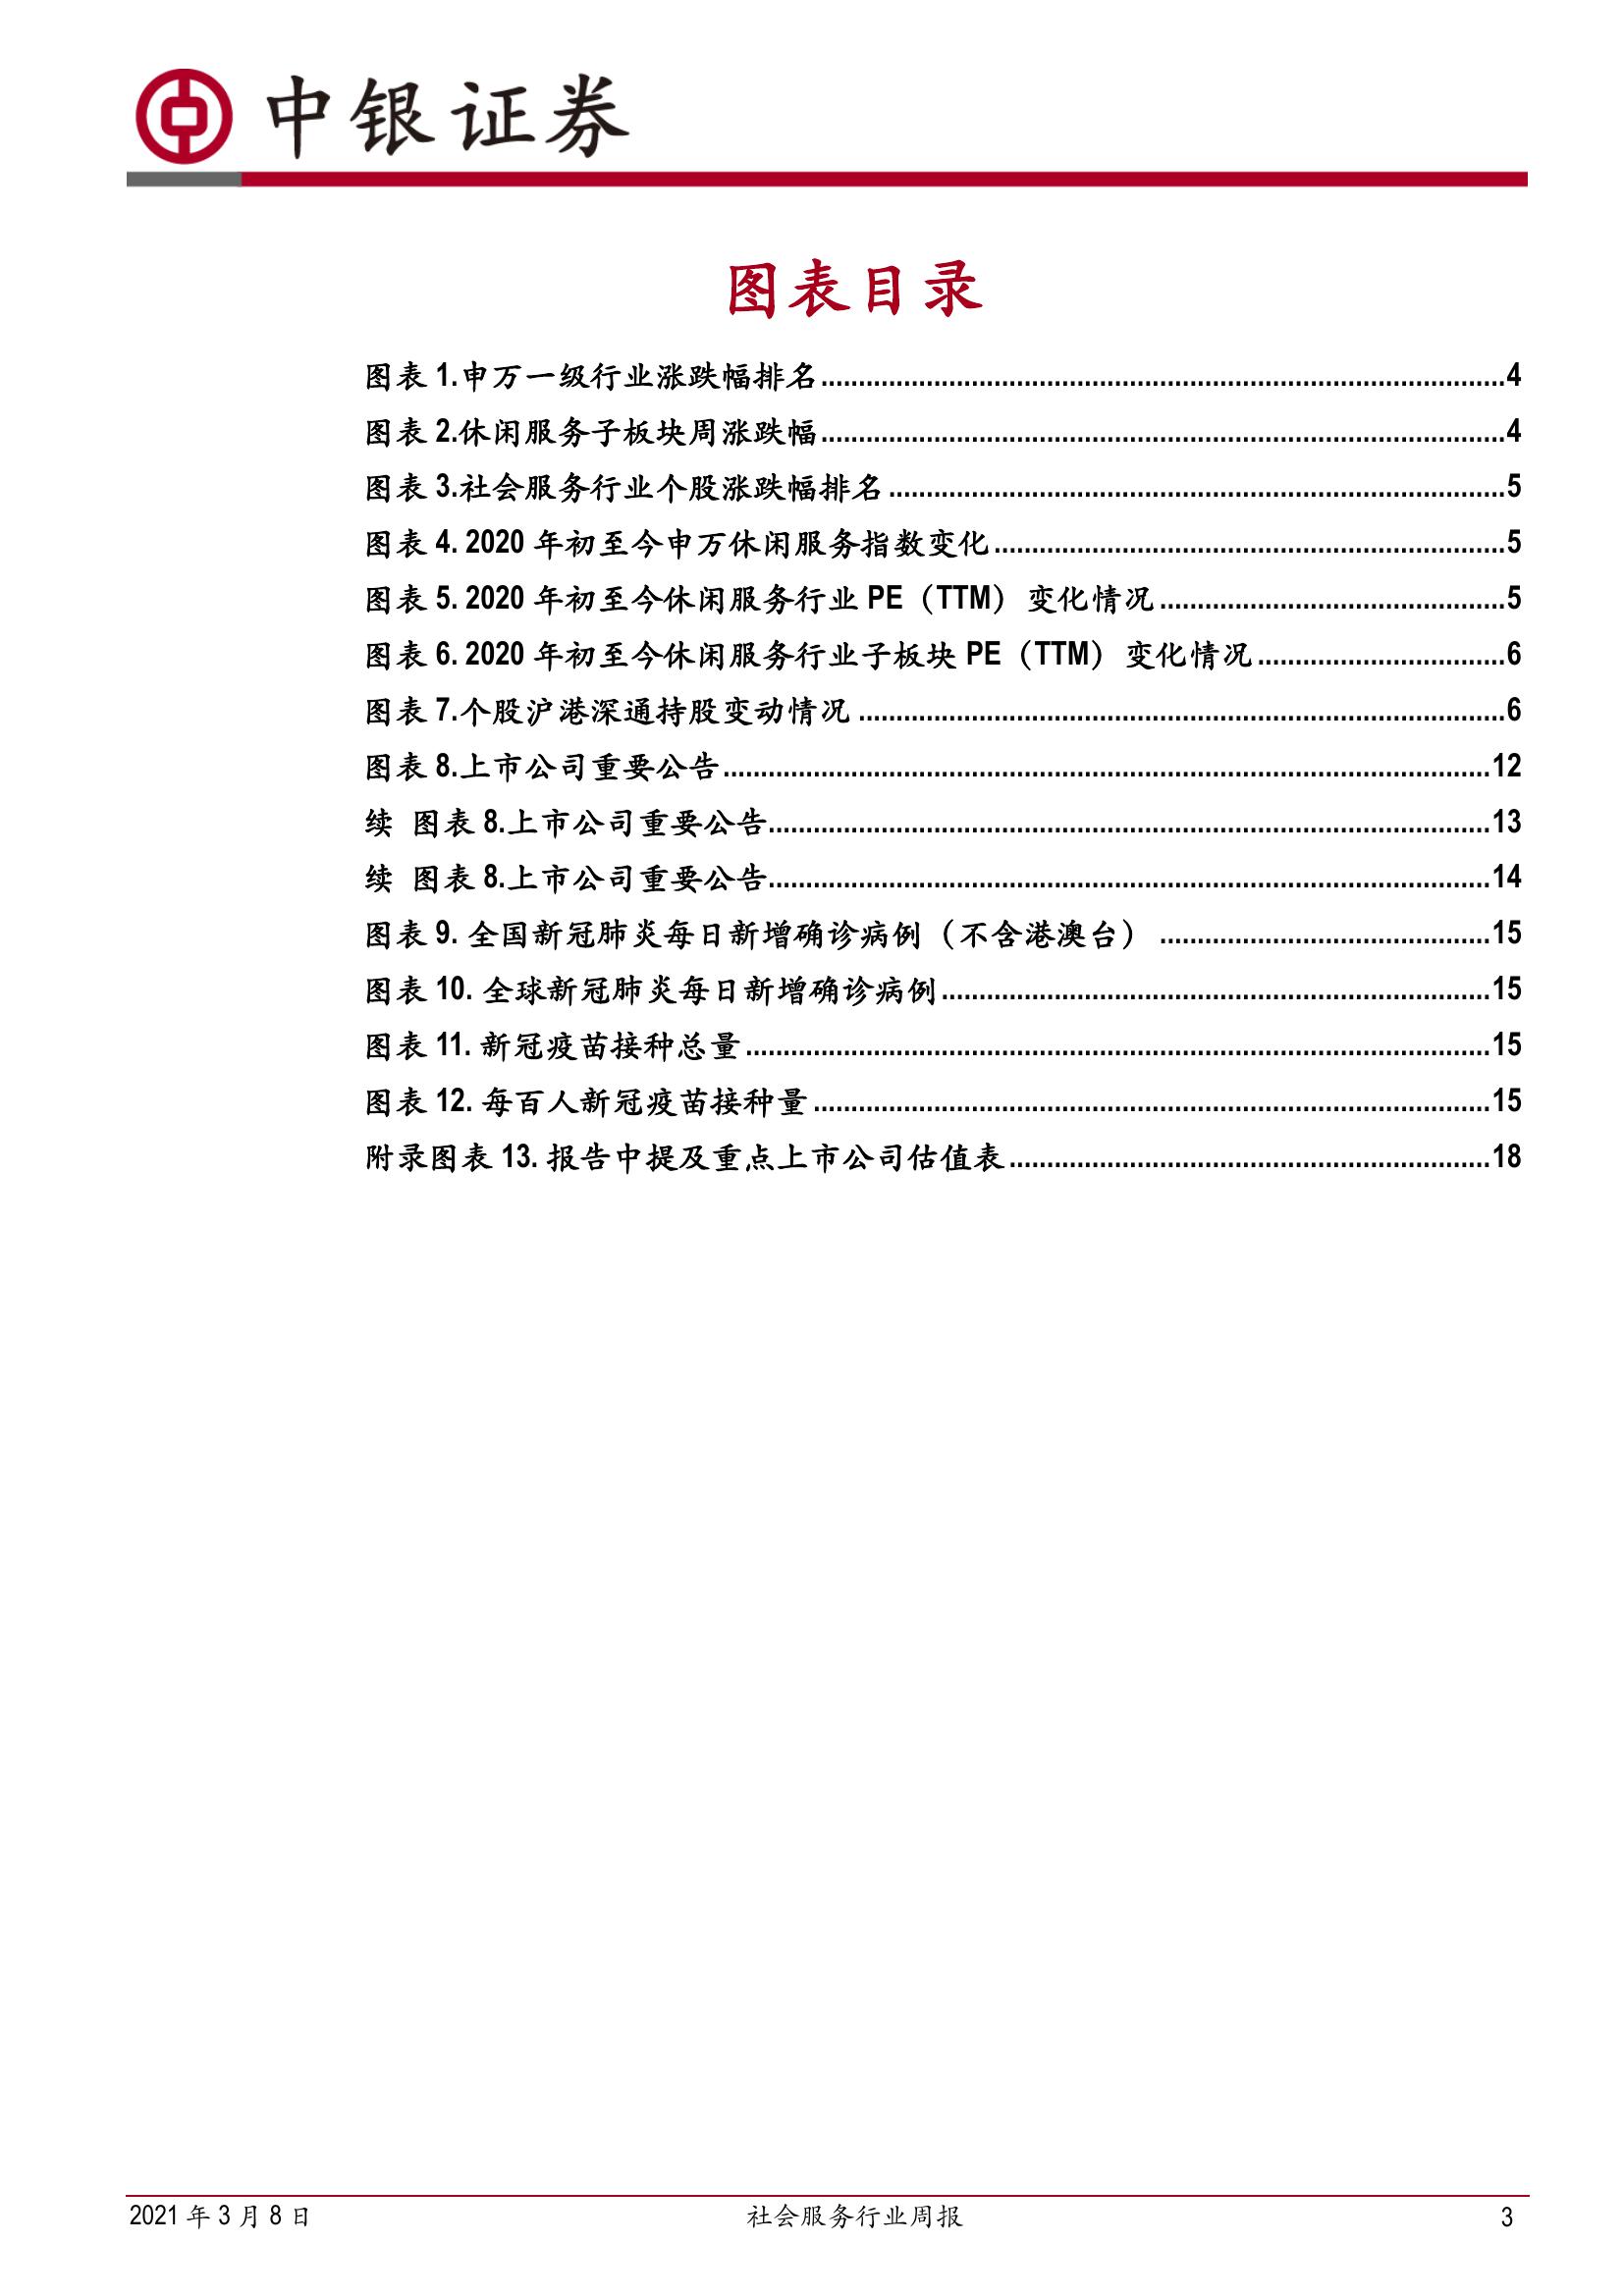 中银证券
图表目录
图表 1.申万一级行业涨跌幅排名 4
图表 2.休闲服务子板块周涨跌幅 4
图表 3.社会服务行业个股涨跌幅排名 5
图表 4. 2020 年初至今申万休闲服务指数变化 5
图表 5. 2020 年初至今休闲服务行业 PE（TTM）变化情况 5
图表 6. 2020 年初至今休闲服务行业子板块 PE（TTM）变化情况 6
图表 7.个股沪港深通持股变动情况 6
图表 8.上市公司重要公告 12
续 图表 8.上市公司重要公告 13
续 图表 8.上市公司重要公告 14
图表 9. 全国新冠肺炎每日新增确诊病例（不含港澳台） 15
图表 10. 全球新冠肺炎每日新增确诊病例 15
图表 11. 新冠疫苗接种总量 15
图表 12. 每百人新冠疫苗接种量 15
附录图表 13. 报告中提及重点上市公司估值表 18
2021 年 3 月 8 日 社会服务行业周报 3